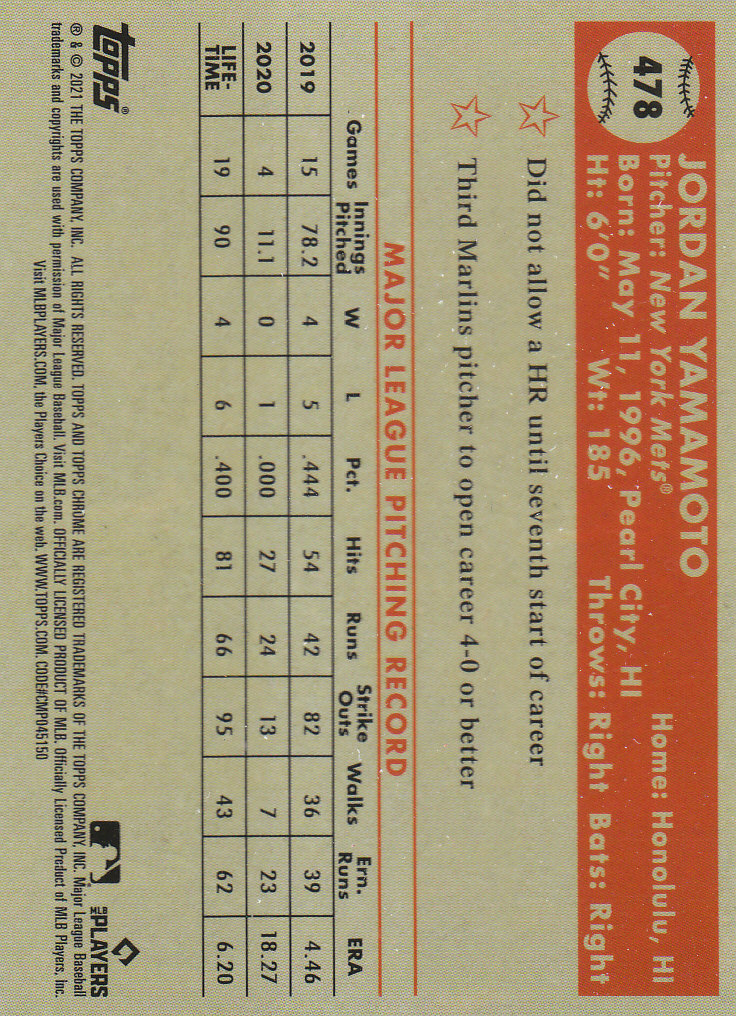 478
JORDAN YAMAMOTO
Pitcher: New York Mets® Home: Honolulu, HI
Born: May 11, 1996, Pearl City, HI
Ht: 6'0" Wt: 185 Throws: Right Bats: Right
Did not allow a HR until seventh start of career
Third Marlins pitcher to open career 4-0 or better
MAJOR LEAGUE PITCHING RECORD
Games Innings Pitched W L Pct. Hits Runs Strike Outs Walks Ern. Runs ERA
2019 15 78.2 4 5 .444 54 42 82 36 39 4.46
2020 4 11.1 0 1 .000 27 24 13 7 23 18.27
LIFE-TIME 19 90 4 6 .400 81 66 95 43 62 6.20
topps®
MLB PLAYERS
® & © 2021 THE TOPPS COMPANY, INC. ALL RIGHTS RESERVED. TOPPS AND TOPPS CHROME ARE REGISTERED TRADEMARKS OF THE TOPPS COMPANY, INC. Major League Baseball
trademarks and copyrights are used with permission of Major League Baseball. Visit MLB.com. OFFICIALLY LICENSED PRODUCT OF MLB. Officially Licensed Product of MLB Players, Inc.
Visit MLBPLAYERS.COM, the Players Choice on the web. WWW.TOPPS.COM. CODE#CMP045150